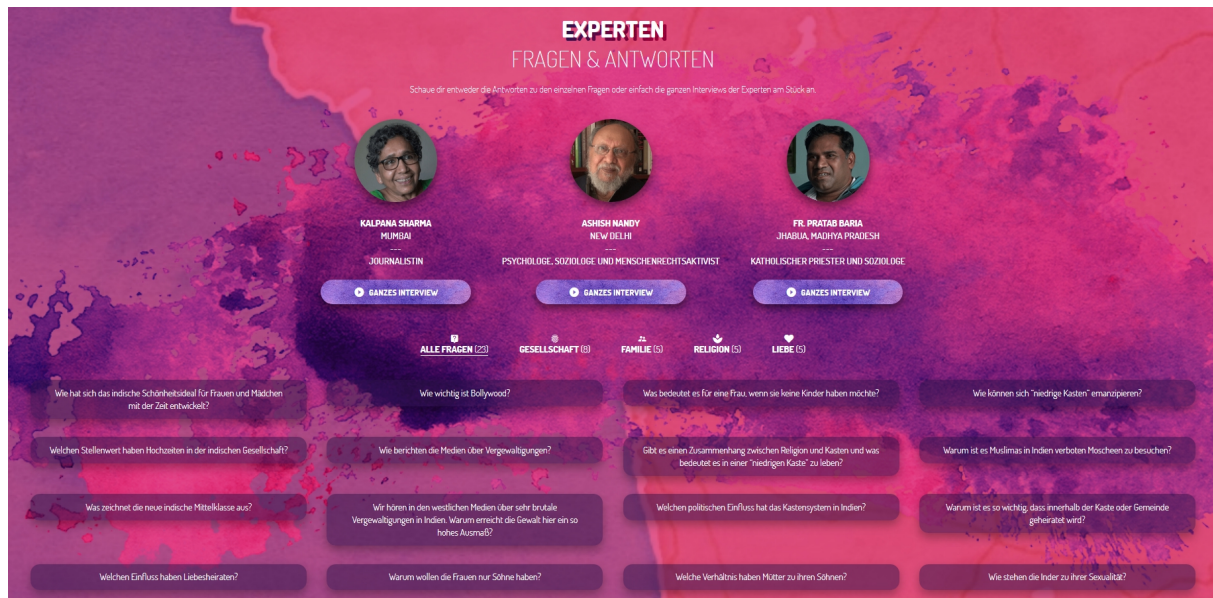 EXPERTEN
FRAGEN & ANTWORTEN
Schaue dir entweder die Antworten zu den einzelnen Fragen oder einfach die ganzen Interviews der Experten am Stück an.
KALPANA SHARMA
MUMBAI
---
JOURNALISTIN
GANZES INTERVIEW
ASHISH NANDY
NEW DELHI
---
PSYCHOLOGE, SOZIOLOGE UND MENSCHENRECHTSAKTIVIST
GANZES INTERVIEW
FR. PRATAB BARIA
JHABUA, MADHYA PRADESH
---
KATHOLISCHER PRIESTER UND SOZIOLOGE
GANZES INTERVIEW
ALLE FRAGEN (23)
GESELLSCHAFT (8)
FAMILIE (5)
RELIGION (5)
LIEBE (5)
Wie hat sich das indische Schönheitsideal für Frauen und Mädchen
mit der Zeit entwickelt?
Wie wichtig ist Bollywood?
Was bedeutet es für eine Frau, wenn sie keine Kinder haben möchte?
Wie können sich "niedrige Kasten" emanzipieren?
Welchen Stellenwert haben Hochzeiten in der indischen Gesellschaft?
Wie berichten die Medien über Vergewaltigungen?
Gibt es einen Zusammenhang zwischen Religion und Kasten und was
bedeutet es in einer "niedrigen Kaste" zu leben?
Warum ist es Muslimas in Indien verboten Moscheen zu besuchen?
Was zeichnet die neue indische Mittelklasse aus?
Wir hören in den westlichen Medien über sehr brutale
Vergewaltigungen in Indien. Warum erreicht die Gewalt hier ein so
hohes Ausmaß?
Welchen politischen Einfluss hat das Kastensystem in Indien?
Warum ist es so wichtig, dass innerhalb der Kaste oder Gemeinde
geheiratet wird?
Welchen Einfluss haben Liebesheiraten?
Warum wollen die Frauen nur Söhne haben?
Welche Verhältnis haben Mütter zu ihren Söhnen?
Wie stehen die Inder zu ihrer Sexualität?